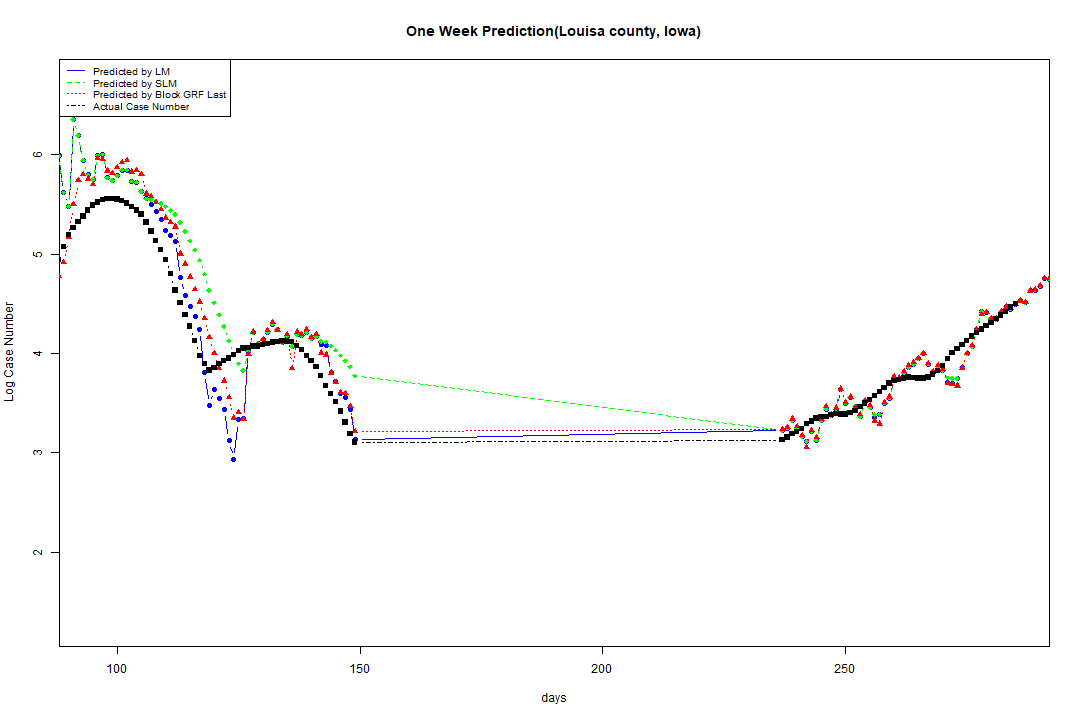 One Week Prediction(Louisa county, Iowa)
Predicted by LM
Predicted by SLM
Predicted by Block GRF Last
Actual Case Number
6
5
4
3
2
Log Case Number
100 150 200 250
days